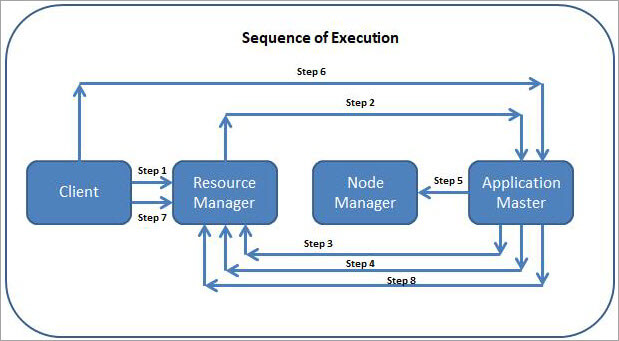 Sequence of Execution
Step 6
Step 2
Step 1
Client
Resource
Manager
Node
Manager
Step 5
Application
Master
Step 7
Step 3
Step 4
Step 8